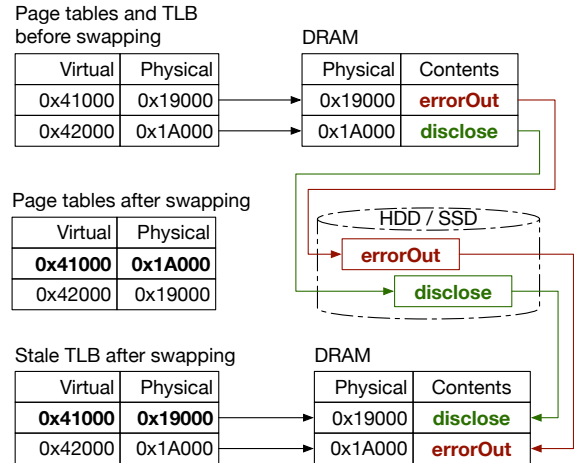 Page tables and TLB
before swapping
DRAM
Virtual Physical
Physical Contents
0x41000 0x19000
0x19000 errorOut
0x42000 0x1A000
0x1A000 disclose
Page tables after swapping
HDD / SSD
Virtual Physical
errorOut
0x41000 0x1A000
0x42000 0x19000
disclose
Stale TLB after swapping
DRAM
Virtual Physical
Physical Contents
0x41000 0x19000
0x19000 disclose
0x42000 0x1A000
0x1A000 errorOut